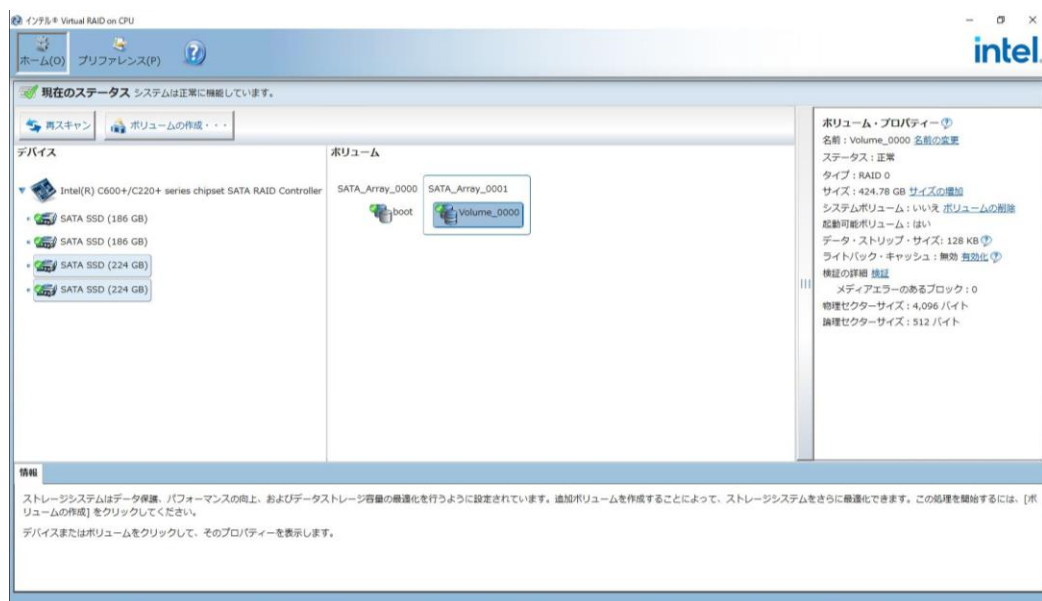 インテル® Virtual RAID on CPU
ホーム(O)
プリファレンス(P)
intel.
現在のステータス システムは正常に機能しています。
再スキャン
ボリュームの作成・・・
デバイス
Intel(R) C600+/C220+ series chipset SATA RAID Controller
SATA SSD (186 GB)
SATA SSD (186 GB)
SATA SSD (224 GB)
SATA SSD (224 GB)
ボリューム
SATA_Array_0000
boot
SATA_Array_0001
Volume_0000
ボリューム・プロパティー
名前 : Volume_0000 名前の変更
ステータス : 正常
タイプ : RAID 0
サイズ : 424.78 GB サイズの増加
システムボリューム : いいえ ボリュームの削除
起動可能ボリューム : はい
データ・ストリップ・サイズ: 128 KB
ライトバック・キャッシュ : 無効 有効化
検証の詳細 検証
メディアエラーのあるブロック : 0
物理セクターサイズ : 4,096 バイト
論理セクターサイズ : 512 バイト
情報
ストレージシステムはデータ保護、パフォーマンスの向上、およびデータストレージ容量の最適化を行うように設定されています。追加ボリュームを作成することによって、ストレージシステムをさらに最適化できます。この処理を開始するには、[ボ
リュームの作成] をクリックしてください。
デバイスまたはボリュームをクリックして、そのプロパティーを表示します。